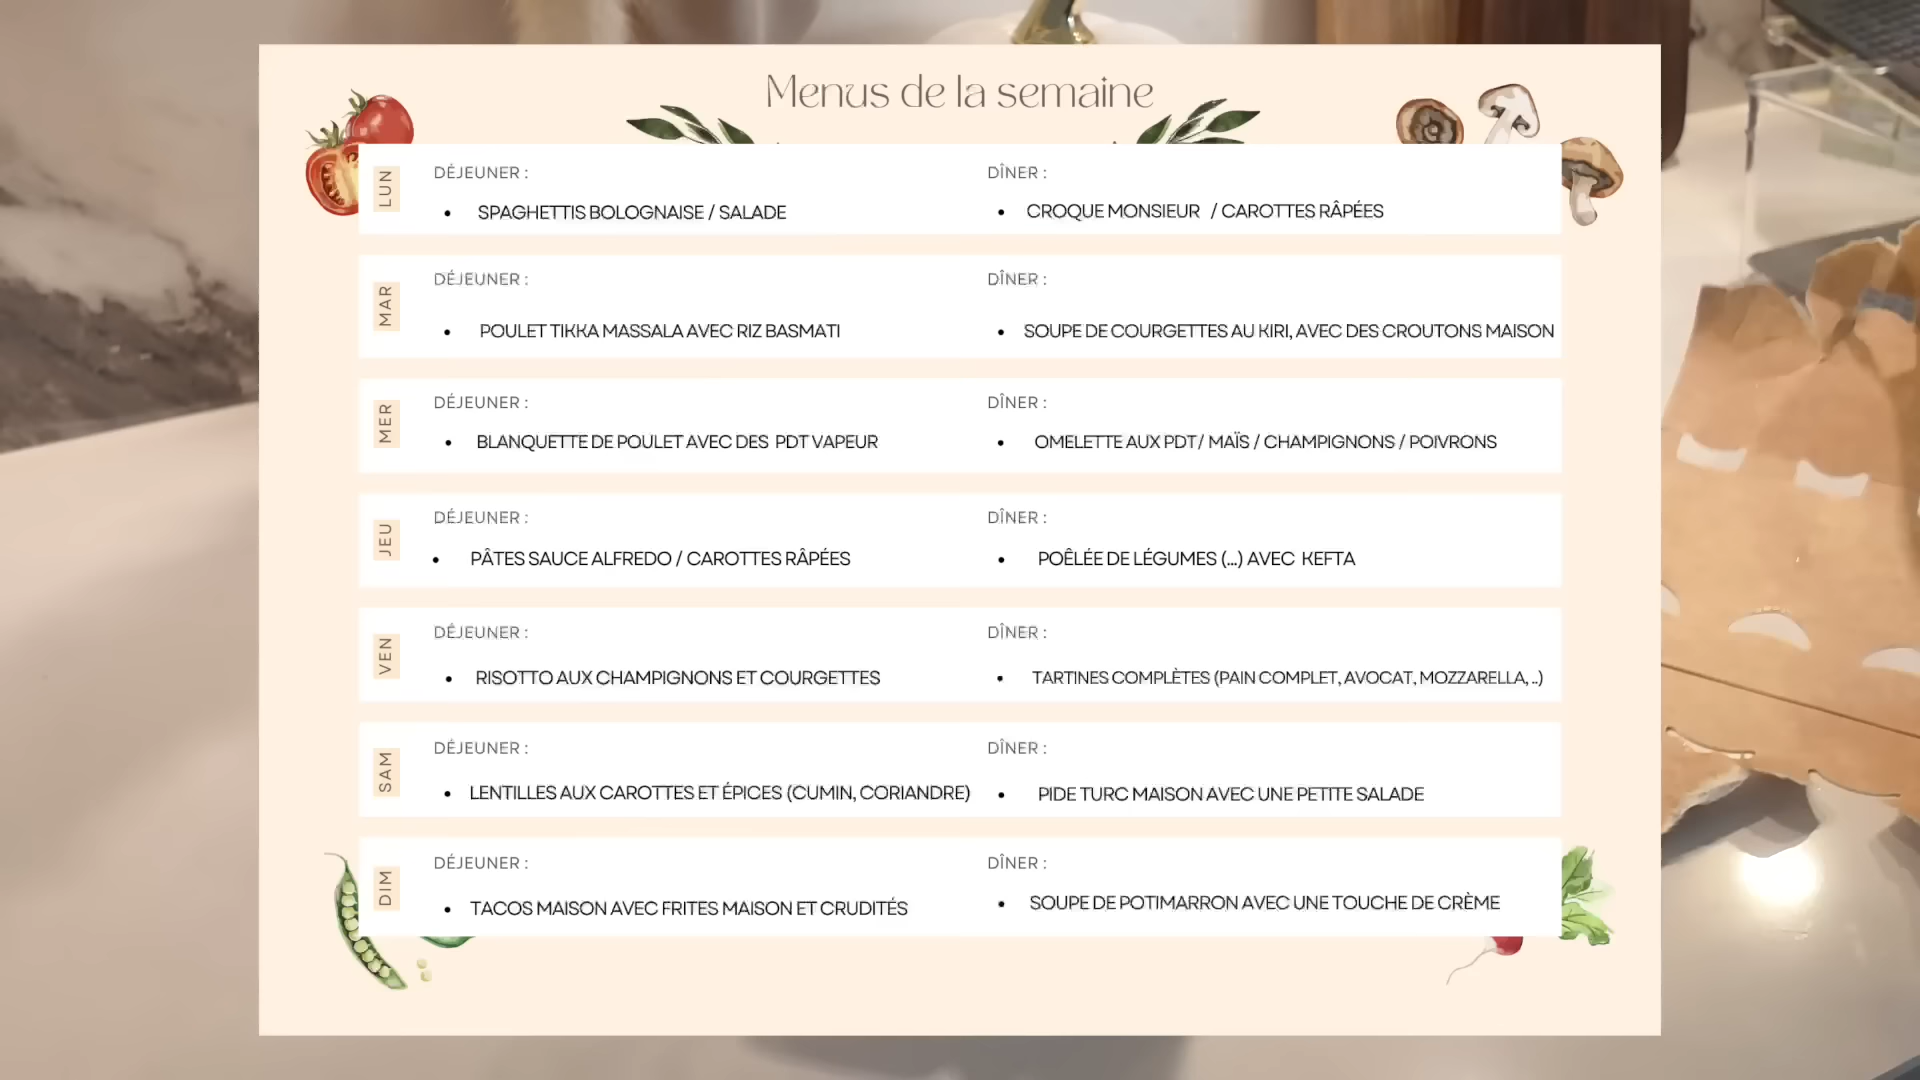 Menus de la semaine
LUN
DÉJEUNER :
• SPAGHETTIS BOLOGNAISE / SALADE
DÎNER :
• CROQUE MONSIEUR / CAROTTES RÂPÉES
MAR
DÉJEUNER :
• POULET TIKKA MASSALA AVEC RIZ BASMATI
DÎNER :
• SOUPE DE COURGETTES AU KIRI, AVEC DES CROUTONS MAISON
MER
DÉJEUNER :
• BLANQUETTE DE POULET AVEC DES PDT VAPEUR
DÎNER :
• OMELETTE AUX PDT/ MAÏS / CHAMPIGNONS / POIVRONS
JEU
DÉJEUNER :
• PÂTES SAUCE ALFREDO / CAROTTES RÂPÉES
DÎNER :
• POÊLÉE DE LÉGUMES (...) AVEC KEFTA
VEN
DÉJEUNER :
• RISOTTO AUX CHAMPIGNONS ET COURGETTES
DÎNER :
• TARTINES COMPLÈTES (PAIN COMPLET, AVOCAT, MOZZARELLA, ..)
SAM
DÉJEUNER :
• LENTILLES AUX CAROTTES ET ÉPICES (CUMIN, CORIANDRE)
DÎNER :
• PIDE TURC MAISON AVEC UNE PETITE SALADE
DIM
DÉJEUNER :
• TACOS MAISON AVEC FRITES MAISON ET CRUDITÉS
DÎNER :
• SOUPE DE POTIMARRON AVEC UNE TOUCHE DE CRÈME